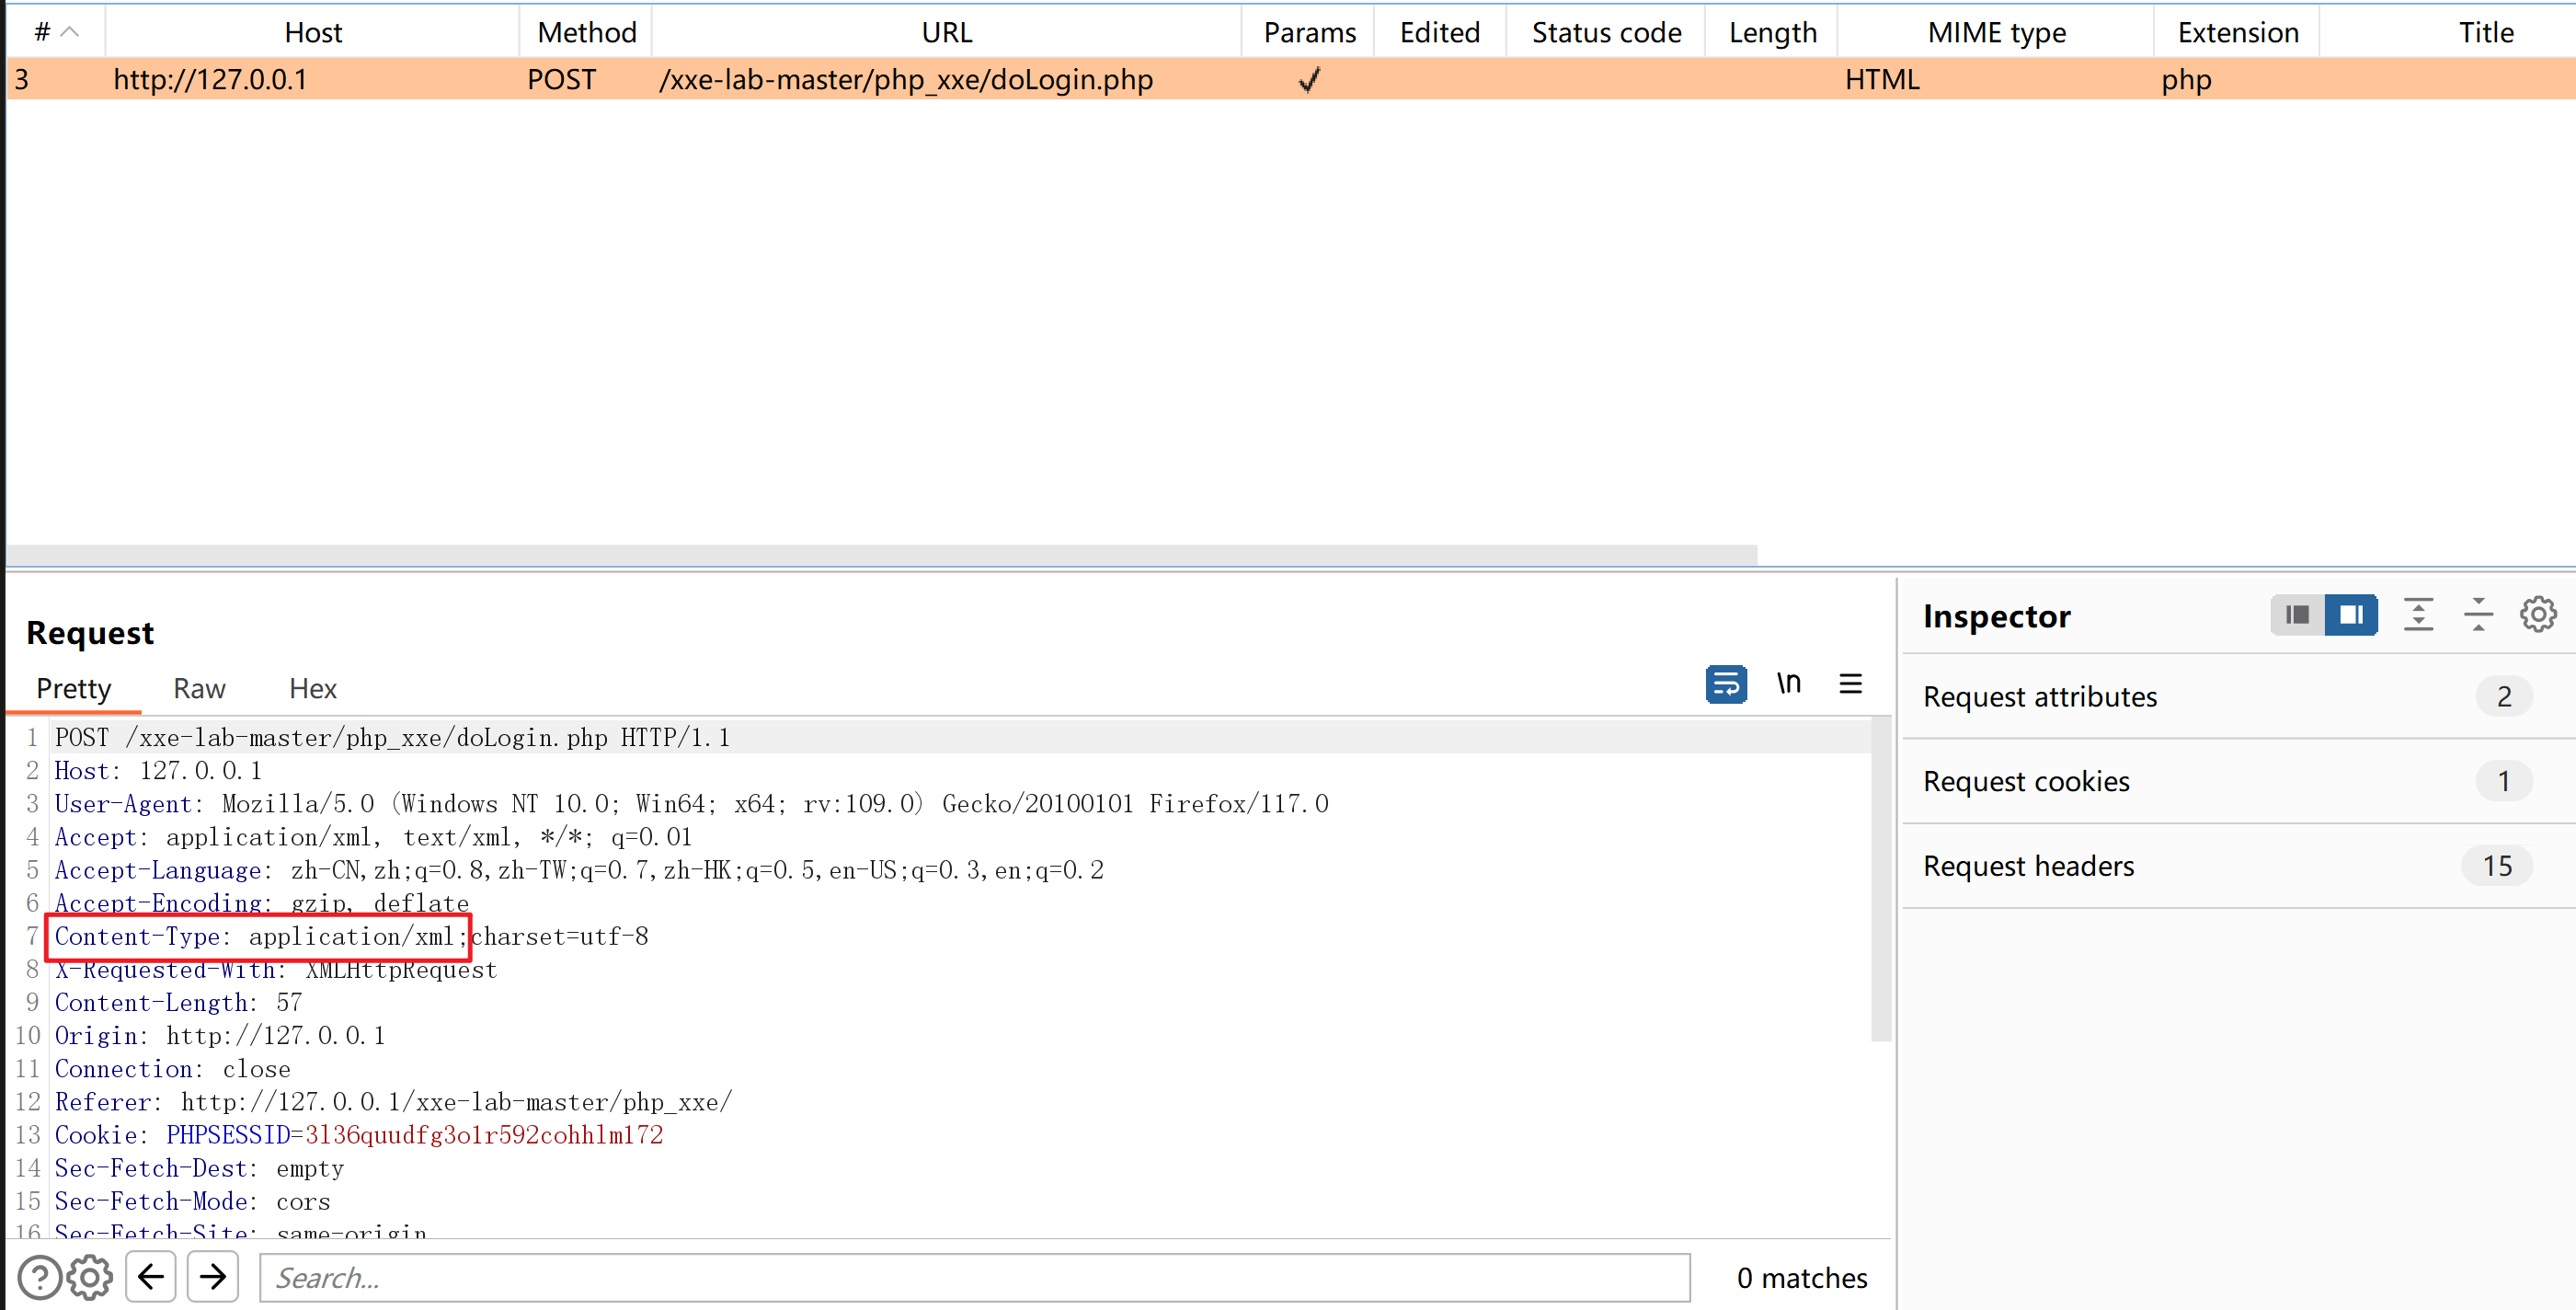 # Host Method URL Params Edited Status code Length MIME type Extension Title
3 http://127.0.0.1 POST /xxe-lab-master/php_xxe/doLogin.php ✓ HTML php
Request
Pretty Raw Hex
\n
1 POST /xxe-lab-master/php_xxe/doLogin.php HTTP/1.1
2 Host: 127.0.0.1
3 User-Agent: Mozilla/5.0 (Windows NT 10.0; Win64; x64; rv:109.0) Gecko/20100101 Firefox/117.0
4 Accept: application/xml, text/xml, */*; q=0.01
5 Accept-Language: zh-CN,zh;q=0.8,zh-TW;q=0.7,zh-HK;q=0.5,en-US;q=0.3,en;q=0.2
6 Accept-Encoding: gzip, deflate
7 Content-Type: application/xml;charset=utf-8
8 X-Requested-With: XMLHttpRequest
9 Content-Length: 57
10 Origin: http://127.0.0.1
11 Connection: close
12 Referer: http://127.0.0.1/xxe-lab-master/php_xxe/
13 Cookie: PHPSESSID=3l36quudfg3o1r592cohhlm172
14 Sec-Fetch-Dest: empty
15 Sec-Fetch-Mode: cors
16 Sec-Fetch-Site: same-origin
Search...
0 matches
Inspector
Request attributes 2
Request cookies 1
Request headers 15